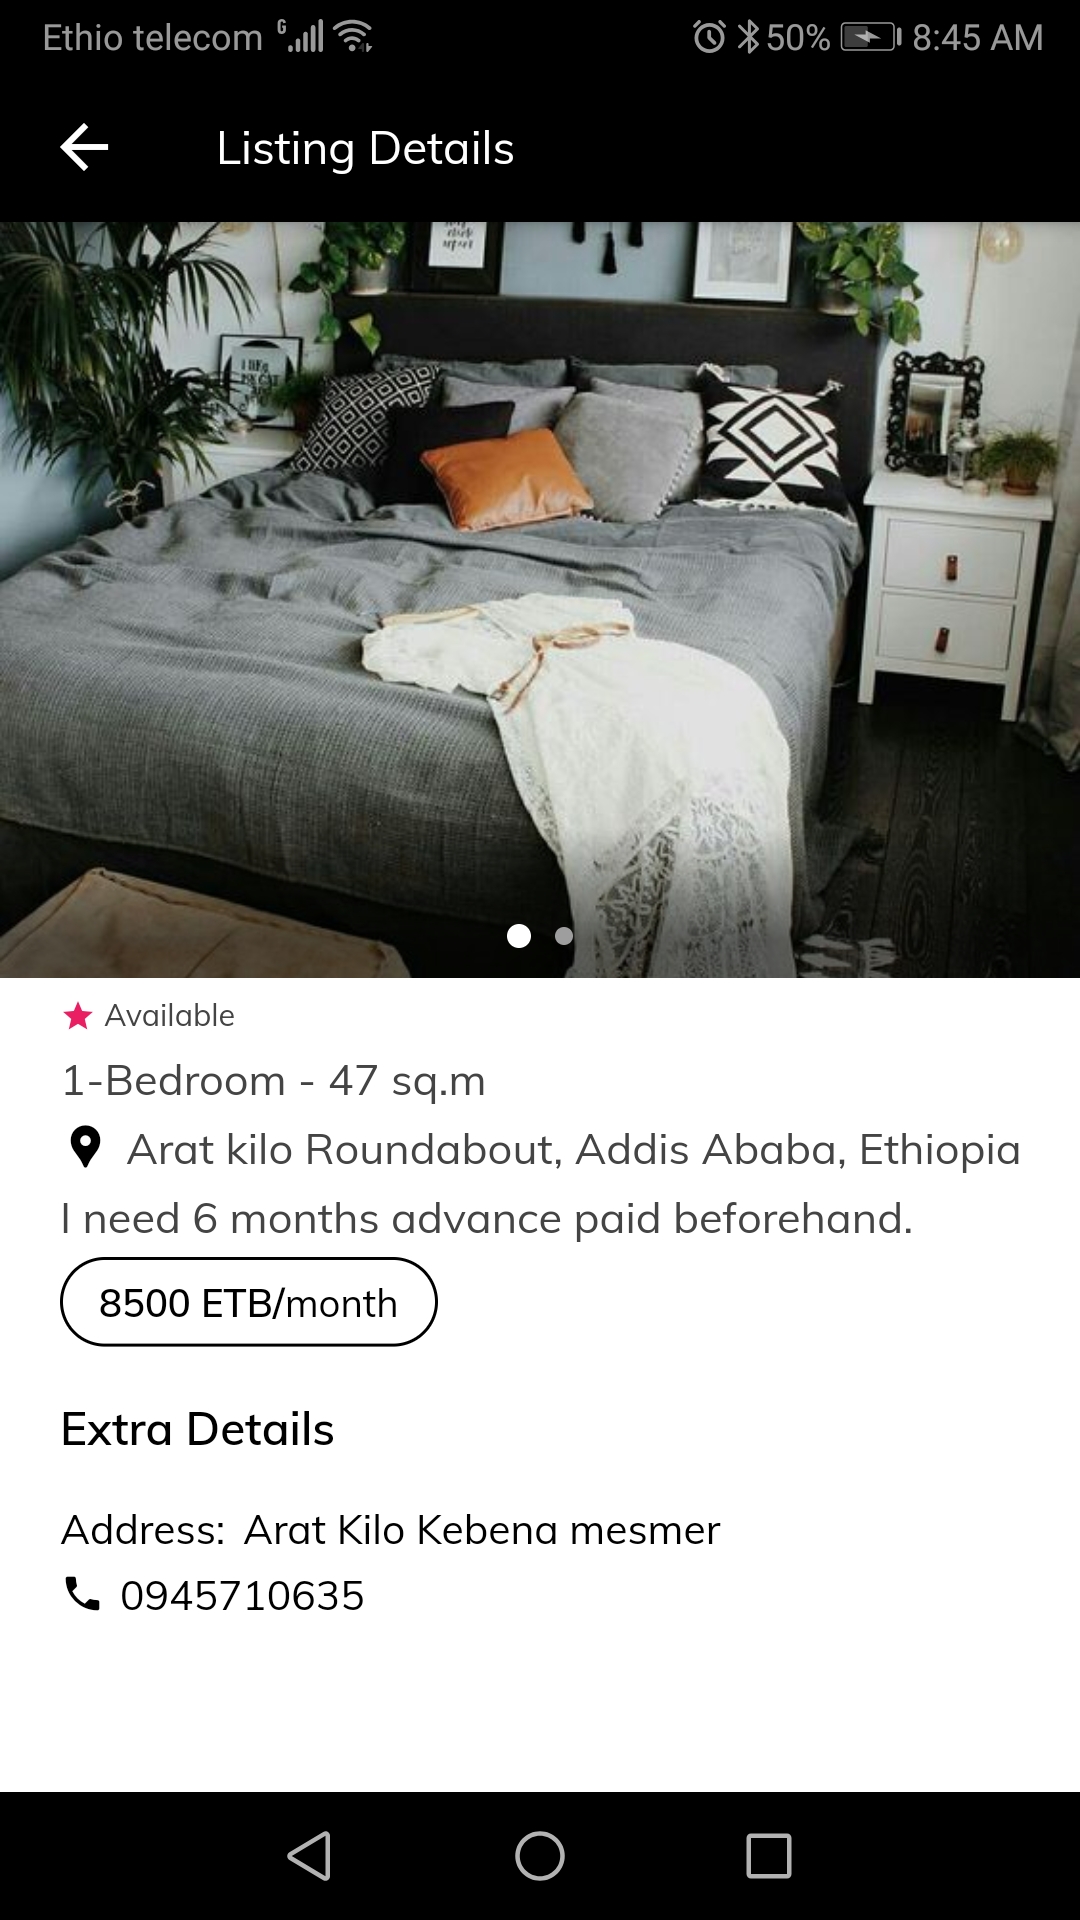 Ethio telecom G 50% 8:45 AM
Listing Details
1-Bedroom - 47 sq.m
Available
Arat kilo Roundabout, Addis Ababa, Ethiopia
I need 6 months advance paid beforehand.
8500 ETB/month
Extra Details
Address: Arat Kilo Kebena mesmer
0945710635